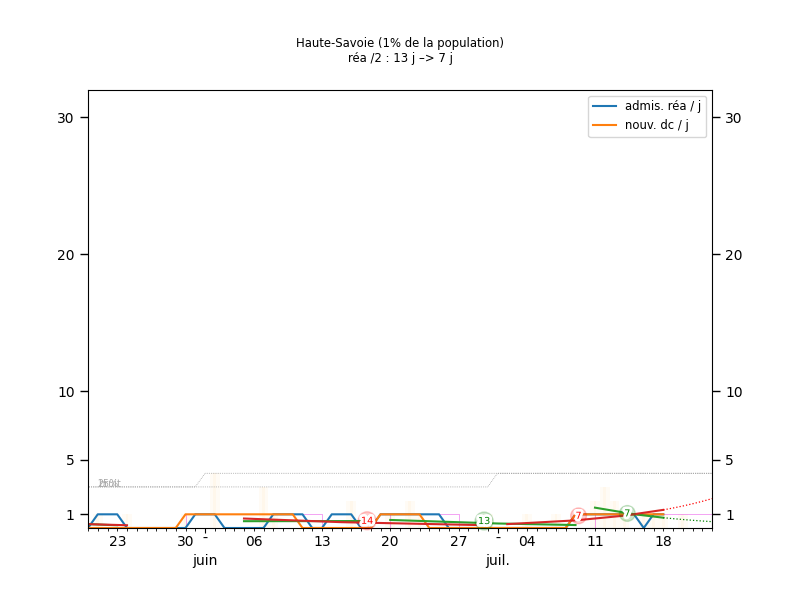 Haute-Savoie (1% de la population)
réa /2 : 13 j –> 7 j
admis. réa / j
nouv. dc / j
30 30
20 20
10 10
5 5
1 1
14 13 7 7
23 30 - 06 13 20 27 - 04 11 18
juin juil.